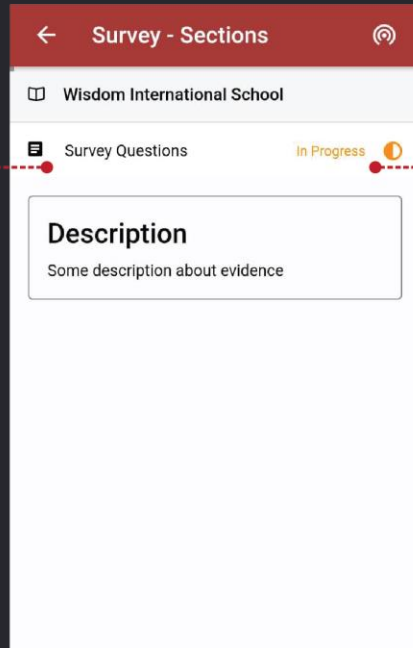 Survey - Sections
Wisdom International School
Survey Questions In Progress
Description
Some description about evidence